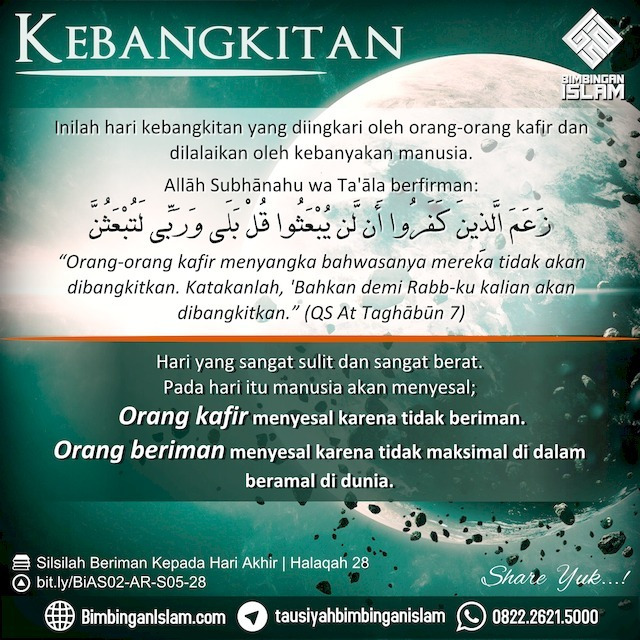 KEBANGKITAN
BIMBINGAN
ISLAM
Inilah hari kebangkitan yang diingkari oleh orang-orang kafir dan
dilalaikan oleh kebanyakan manusia.
Allāh Subhānahu wa Ta'āla berfirman:
زَعَمَ الَّذِينَ كَفَرُوا أَن لَّن يُبْعَثُوا قُلْ بَلَى وَرَبِّي لَتُبْعَثُنَّ
“Orang-orang kafir menyangka bahwasanya mereka tidak akan
dibangkitkan. Katakanlah, 'Bahkan demi Rabb-ku kalian akan
dibangkitkan.” (QS At Taghābūn 7)
Hari yang sangat sulit dan sangat berat.
Pada hari itu manusia akan menyesal;
Orang kafir menyesal karena tidak beriman.
Orang beriman menyesal karena tidak maksimal di dalam
beramal di dunia.
Silsilah Beriman Kepada Hari Akhir | Halaqah 28
bit.ly/BiAS02-AR-S05-28
Share Yuk...!
BimbinganIslam.com tausiyahbimbinganislam 0822.2621.5000